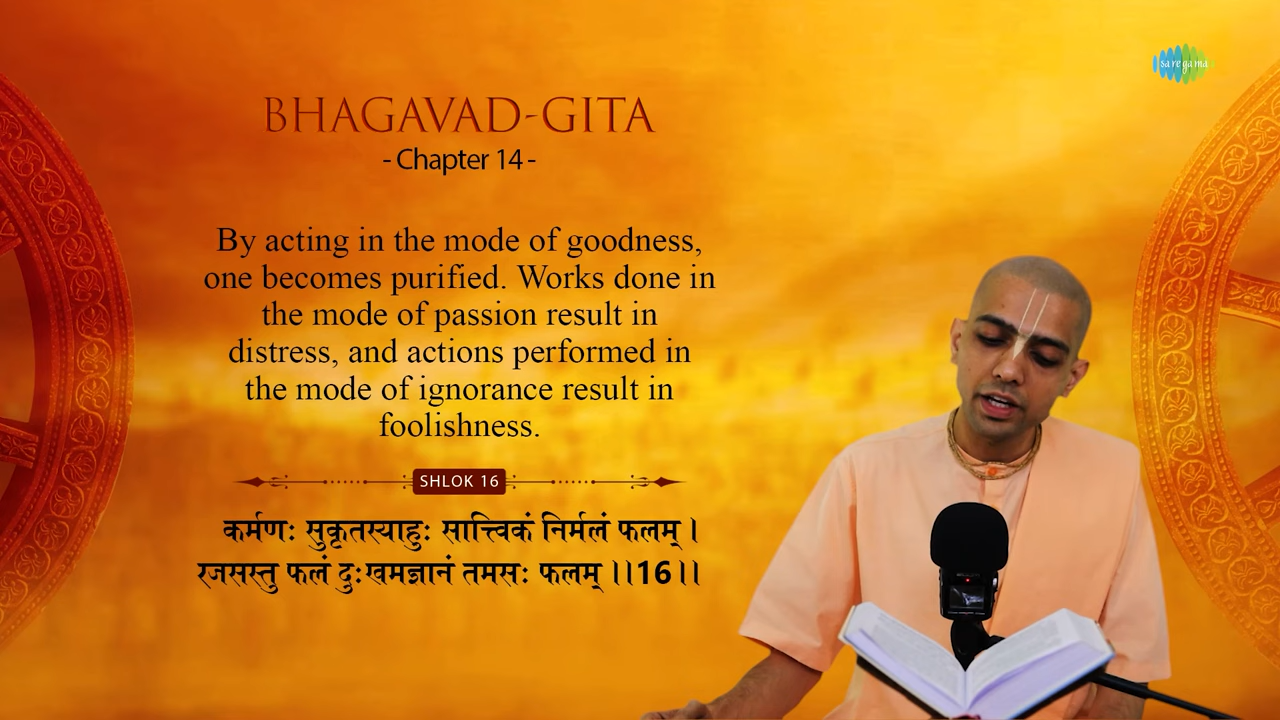 saregama
BHAGAVAD-GITA
- Chapter 14 -
By acting in the mode of goodness,
one becomes purified. Works done in
the mode of passion result in
distress, and actions performed in
the mode of ignorance result in
foolishness.
SHLOK 16
कर्मणः सुकृतस्याहुः सात्त्विकं निर्मलं फलम् ।
रजसस्तु फलं दुःखमज्ञानं तमसः फलम् ।।16।।